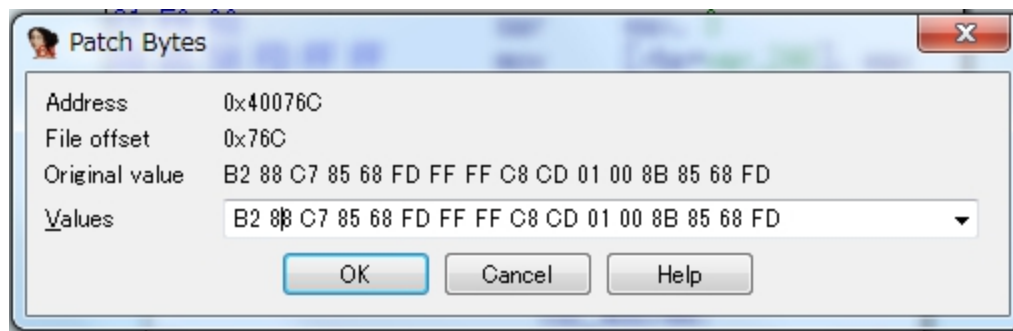 Patch Bytes
Address 0x40076C
File offset 0x76C
Original value B2 88 C7 85 68 FD FF FF C8 CD 01 00 8B 85 68 FD
Values B2 88 C7 85 68 FD FF FF C8 CD 01 00 8B 85 68 FD
OK Cancel Help